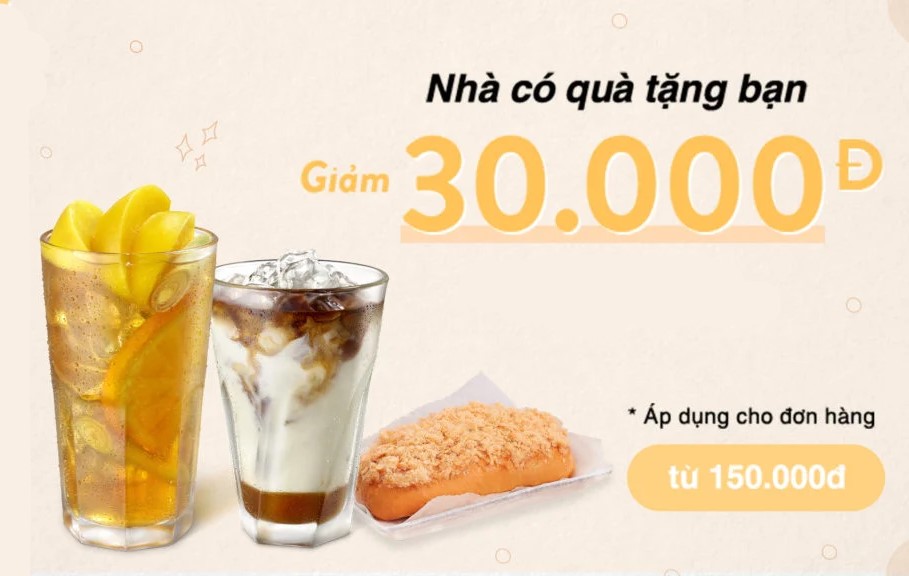 Nhà có quà tặng bạn
Giảm 30.000Đ
* Áp dụng cho đơn hàng
từ 150.000đ